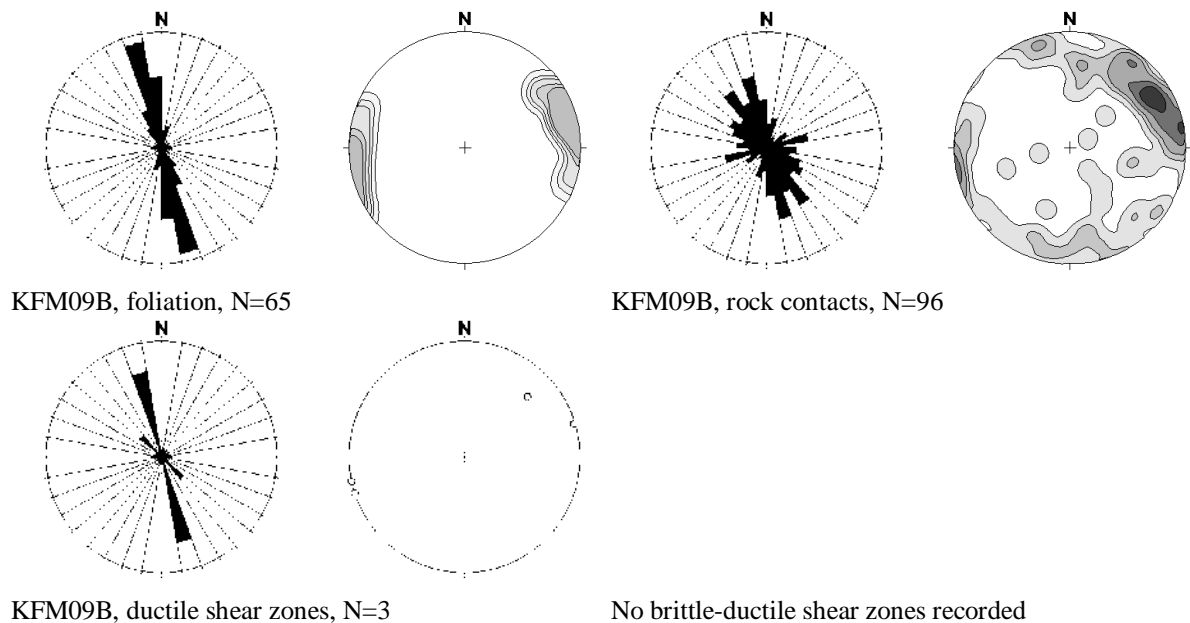 N N N N
KFM09B, foliation, N=65 KFM09B, rock contacts, N=96
N N
KFM09B, ductile shear zones, N=3 No brittle-ductile shear zones recorded